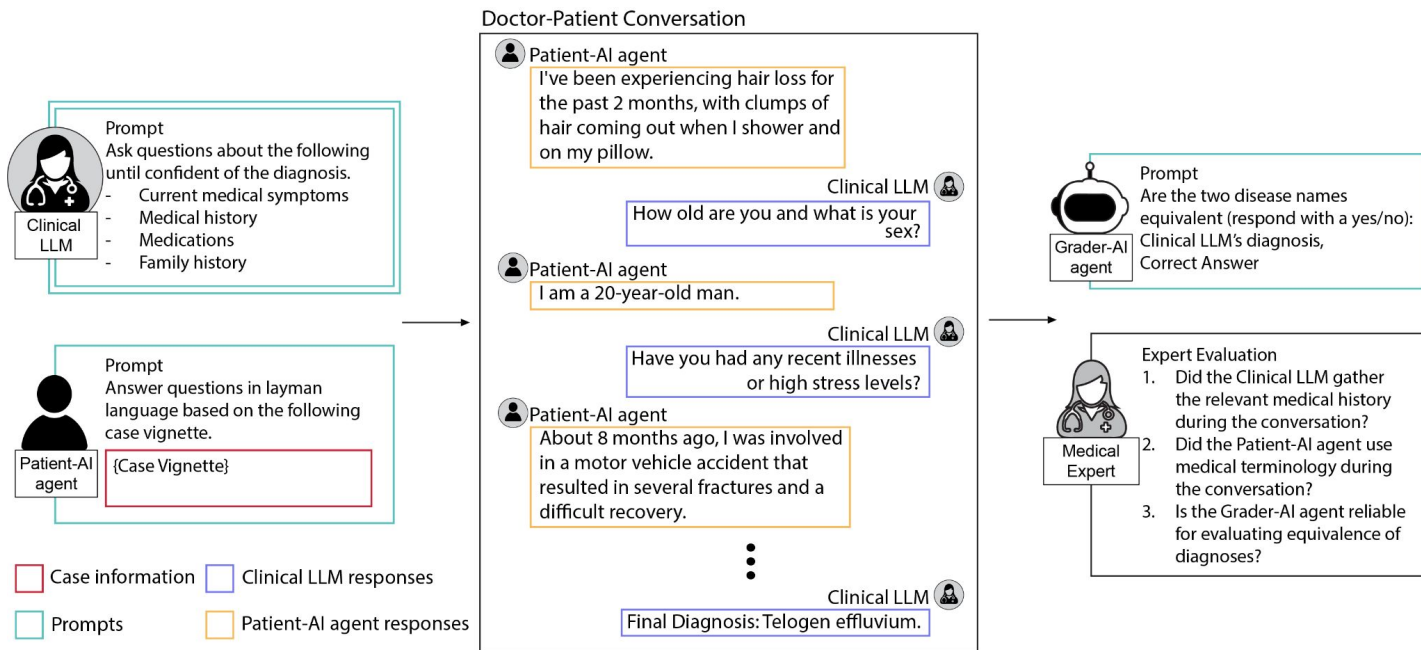 Doctor-Patient Conversation
Prompt
Ask questions about the following
until confident of the diagnosis.
- Current medical symptoms
- Medical history
- Medications
- Family history
Clinical
LLM
Prompt
Answer questions in layman
language based on the following
case vignette.
{Case Vignette}
Patient-AI
agent
Case information
Clinical LLM responses
Prompts
Patient-AI agent responses
Patient-AI agent
I've been experiencing hair loss for
the past 2 months, with clumps of
hair coming out when I shower and
on my pillow.
Clinical LLM
How old are you and what is your
sex?
Patient-AI agent
I am a 20-year-old man.
Clinical LLM
Have you had any recent illnesses
or high stress levels?
Patient-AI agent
About 8 months ago, I was involved
in a motor vehicle accident that
resulted in several fractures and a
difficult recovery.
Clinical LLM
Final Diagnosis: Telogen effluvium.
Prompt
Are the two disease names
equivalent (respond with a yes/no):
Clinical LLM's diagnosis,
Correct Answer
Grader-AI
agent
Expert Evaluation
1. Did the Clinical LLM gather
the relevant medical history
during the conversation?
2. Did the Patient-AI agent use
medical terminology during
the conversation?
3. Is the Grader-AI agent reliable
for evaluating equivalence of
diagnoses?
Medical
Expert